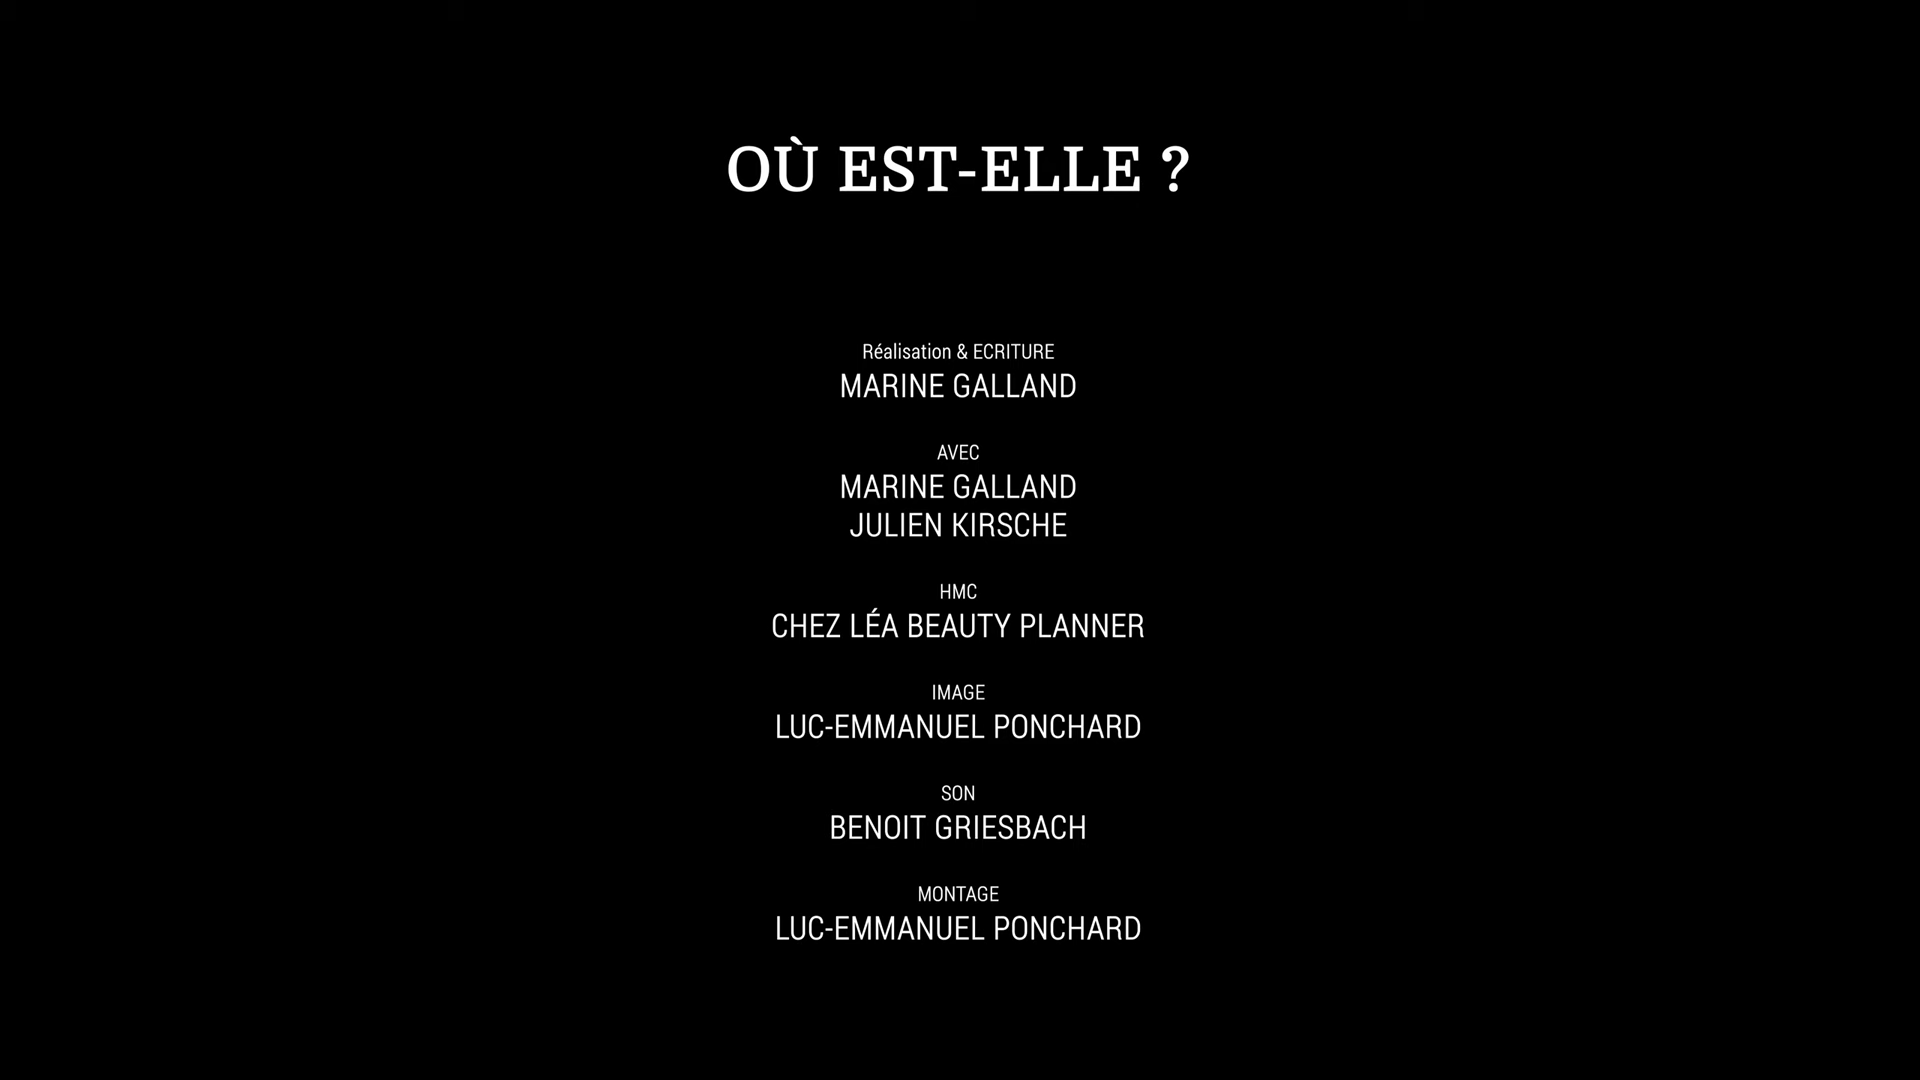 OÙ EST-ELLE ?
Réalisation & ECRITURE
MARINE GALLAND
AVEC
MARINE GALLAND
JULIEN KIRSCHE
HMC
CHEZ LÉA BEAUTY PLANNER
IMAGE
LUC-EMMANUEL PONCHARD
SON
BENOIT GRIESBACH
MONTAGE
LUC-EMMANUEL PONCHARD